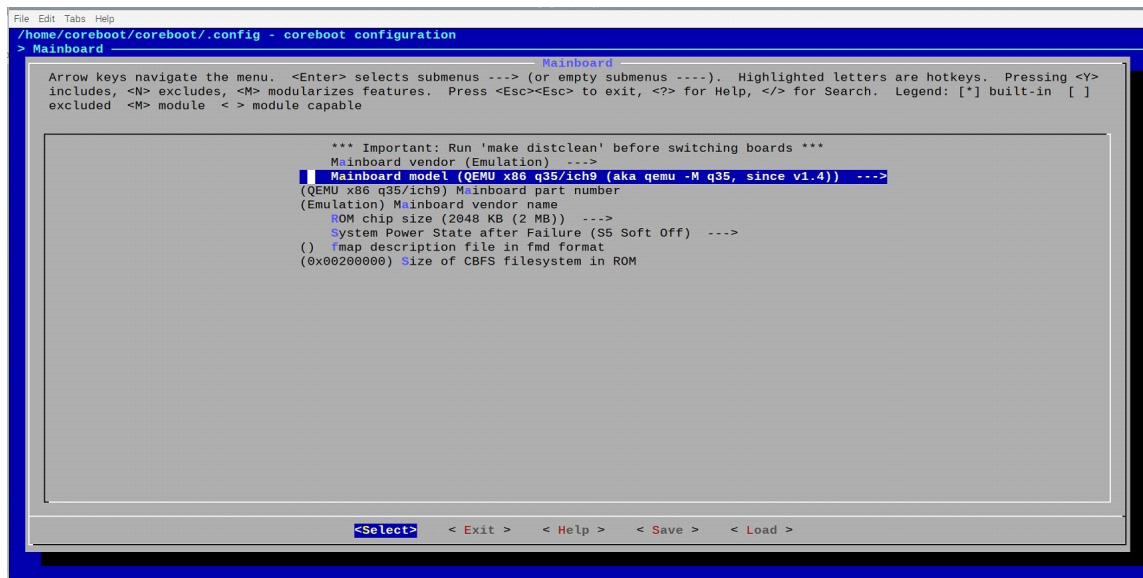 File Edit Tabs Help
/home/coreboot/coreboot/.config - coreboot configuration
> Mainboard
Mainboard
Arrow keys navigate the menu. <Enter> selects submenus ---> (or empty submenus ----). Highlighted letters are hotkeys. Pressing <Y>
includes, <N> excludes, <M> modularizes features. Press <Esc><Esc> to exit, <?> for Help, </> for Search. Legend: [*] built-in [ ]
excluded <M> module < > module capable
*** Important: Run 'make distclean' before switching boards ***
Mainboard vendor (Emulation) --->
Mainboard model (QEMU x86 q35/ich9 (aka qemu -M q35, since v1.4)) --->
(QEMU x86 q35/ich9) Mainboard part number
(Emulation) Mainboard vendor name
ROM chip size (2048 KB (2 MB)) --->
System Power State after Failure (S5 Soft Off) --->
() fmap description file in fmd format
(0x00200000) Size of CBFS filesystem in ROM
<Select> < Exit > < Help > < Save > < Load >